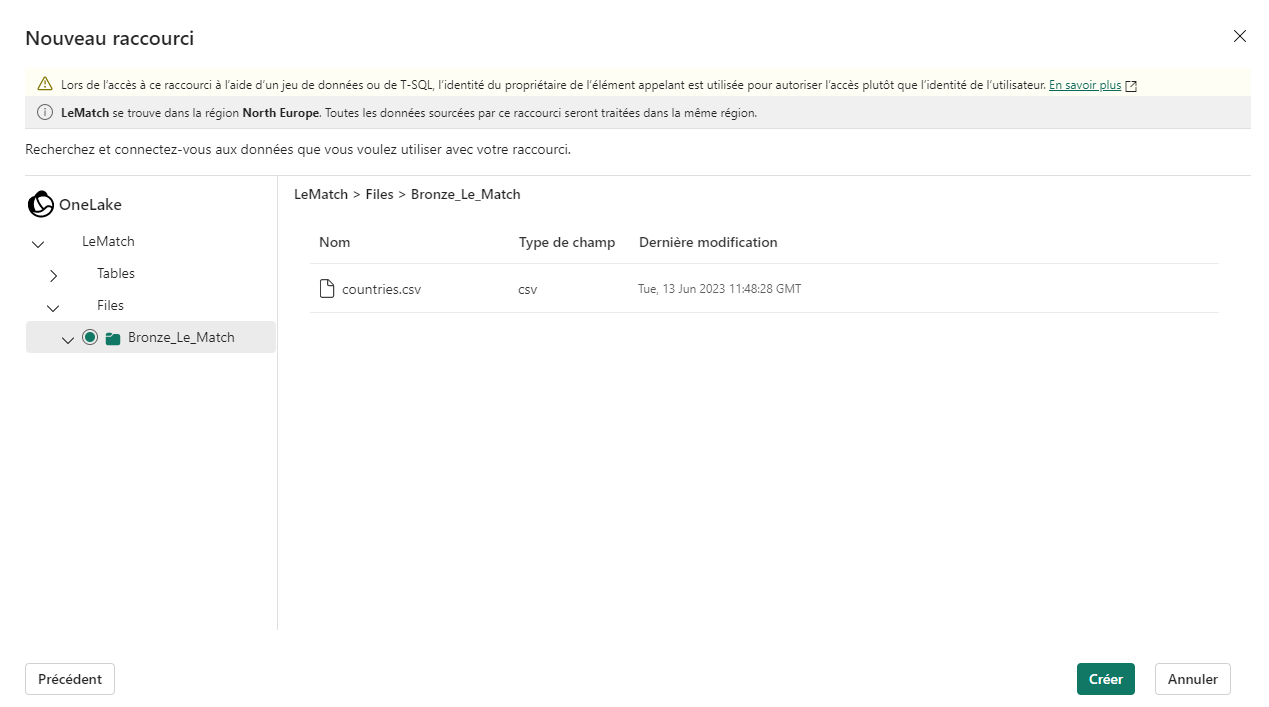 Nouveau raccourci
Lors de l'accès à ce raccourci à l'aide d'un jeu de données ou de T-SQL, l'identité du propriétaire de l'élément appelant est utilisée pour autoriser l'accès plutôt que l'identité de l'utilisateur. En savoir plus
LeMatch se trouve dans la région North Europe. Toutes les données sourcées par ce raccourci seront traitées dans la même région.
Recherchez et connectez-vous aux données que vous voulez utiliser avec votre raccourci.
OneLake
LeMatch
Tables
Files
Bronze_Le_Match
LeMatch > Files > Bronze_Le_Match
Nom Type de champ Dernière modification
countries.csv csv Tue, 13 Jun 2023 11:48:28 GMT
Précédent Créer Annuler